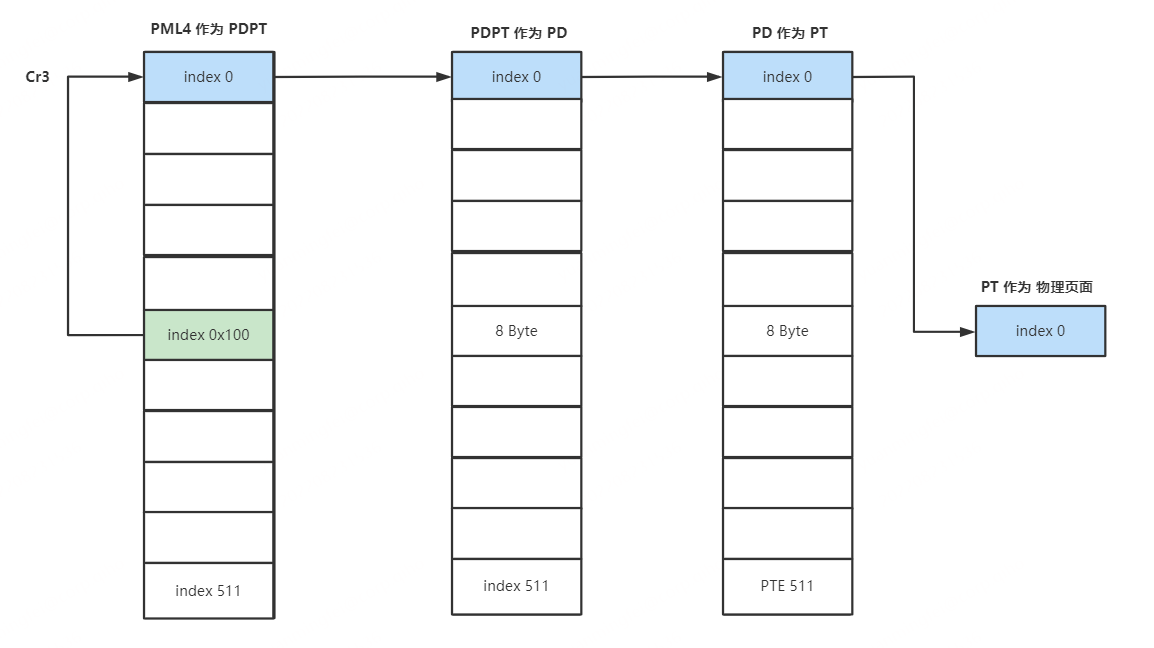 PML4 作为 PDPT
PDPT 作为 PD
PD 作为 PT
Cr3
index 0
index 0
index 0
PT 作为 物理页面
index 0x100
8 Byte
8 Byte
index 0
index 511
index 511
PTE 511